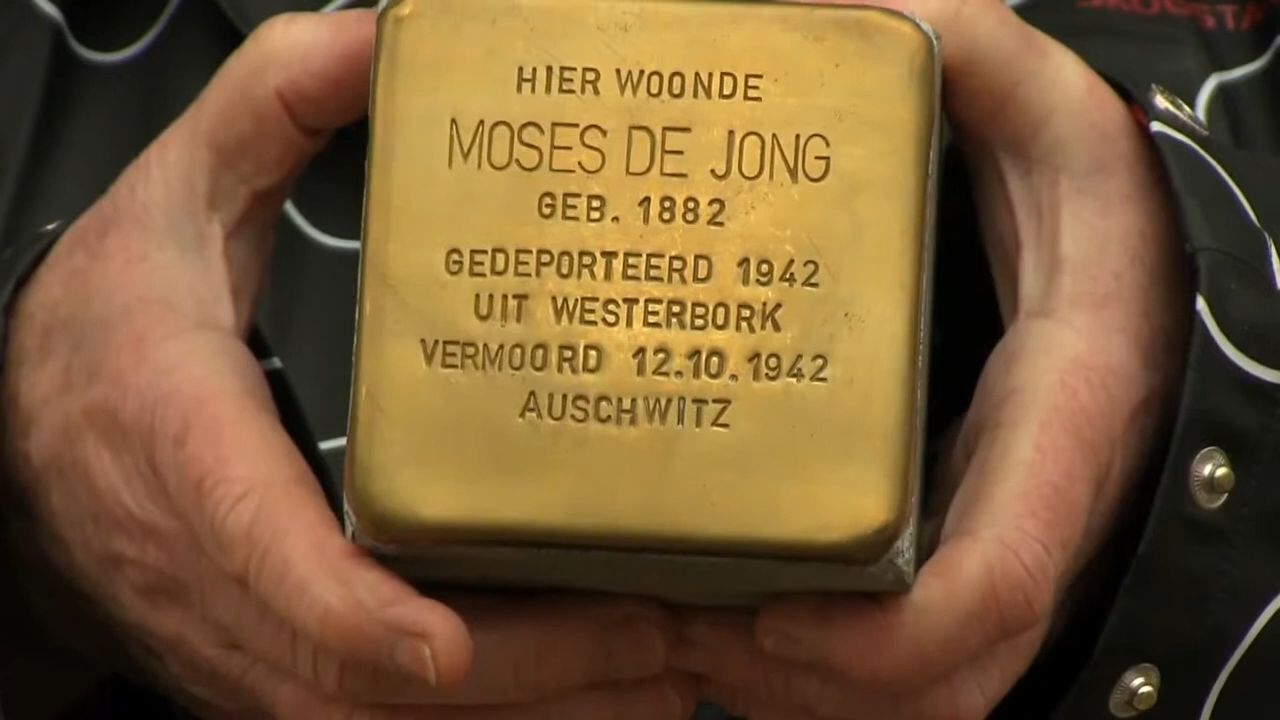 HIER WOONDE
MOSES DE JONG
GEB. 1882
GEDEPORTEERD 1942
UIT WESTERBORK
VERMOORD 12.10.1942
AUSCHWITZ